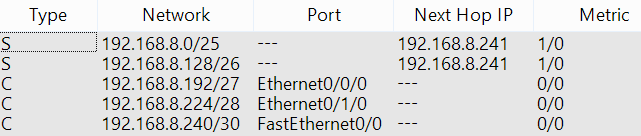 Type Network Port Next Hop IP Metric
S 192.168.8.0/25 --- 192.168.8.241 1/0
S 192.168.8.128/26 --- 192.168.8.241 1/0
C 192.168.8.192/27 Ethernet0/0/0 --- 0/0
C 192.168.8.224/28 Ethernet0/1/0 --- 0/0
C 192.168.8.240/30 FastEthernet0/0 --- 0/0